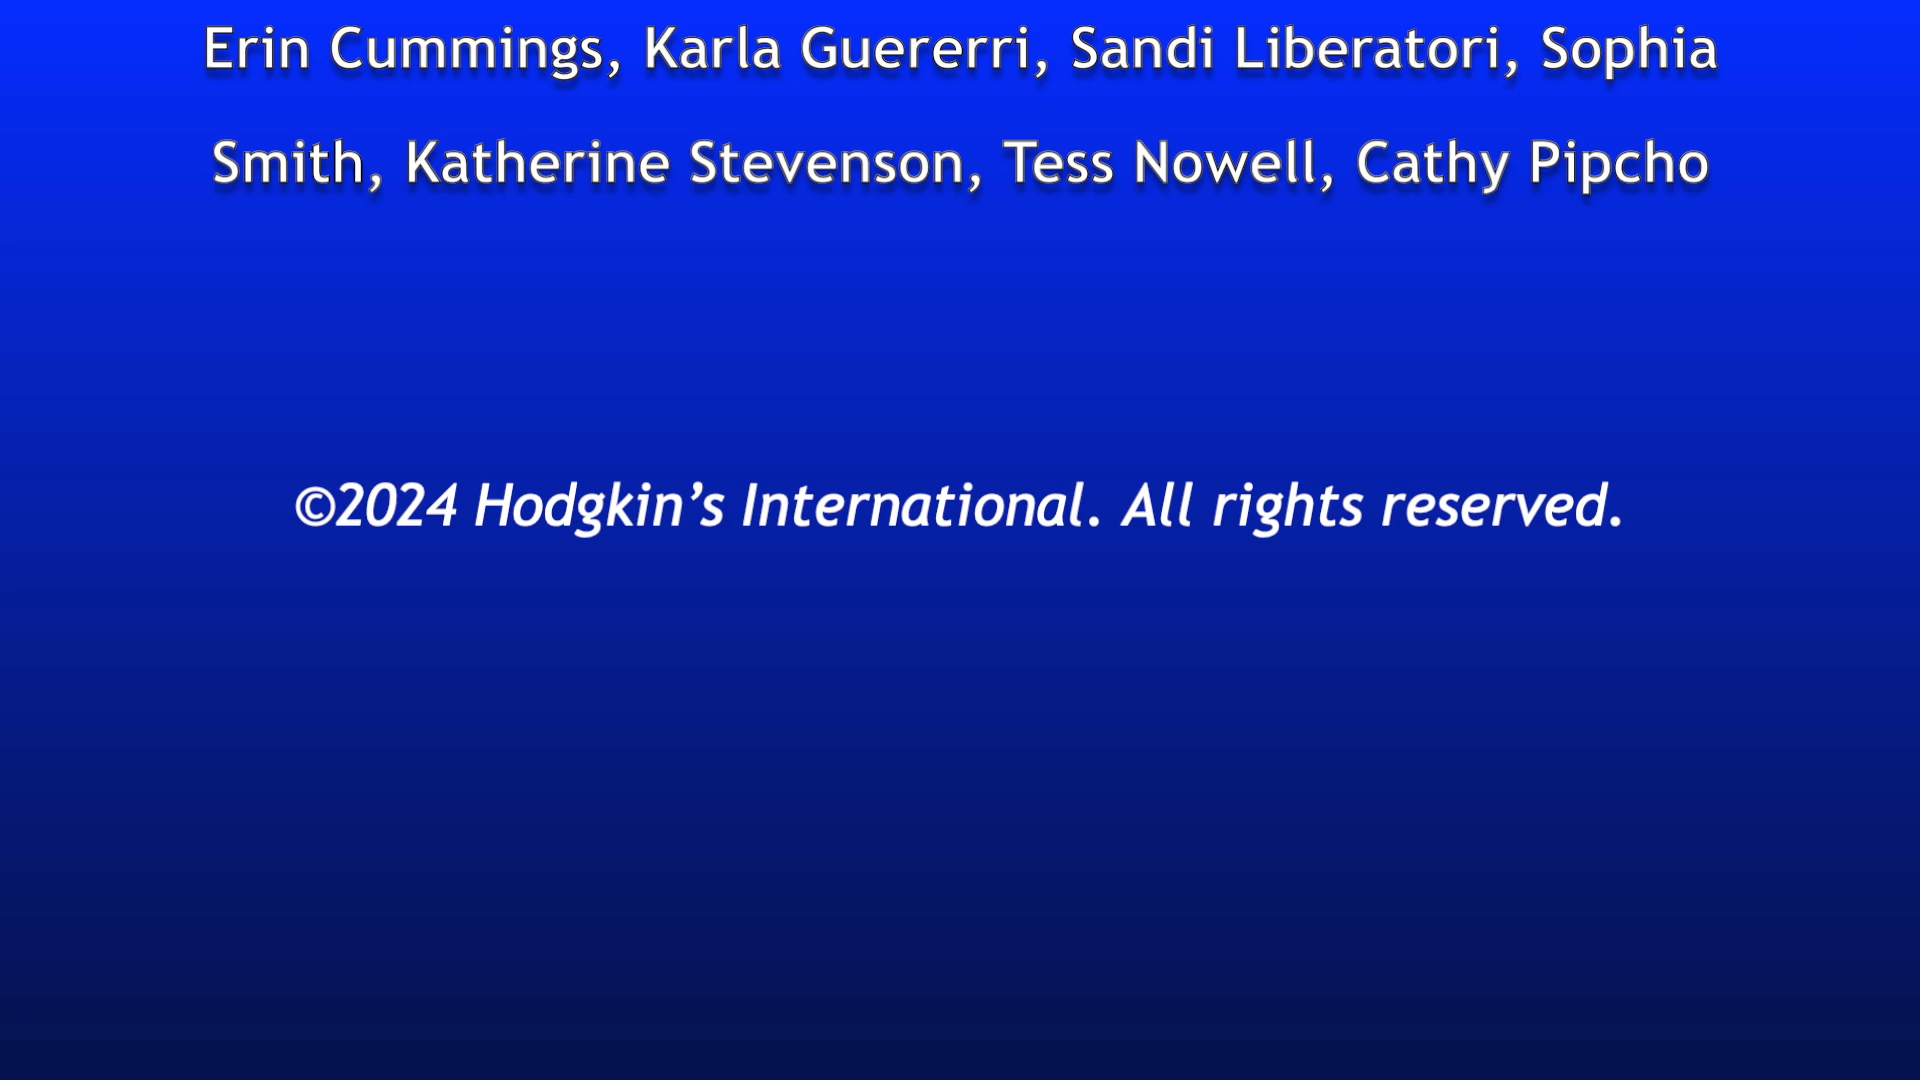 Erin Cummings, Karla Guererri, Sandi Liberatori, Sophia
Smith, Katherine Stevenson, Tess Nowell, Cathy Pipcho
©2024 Hodgkin’s International. All rights reserved.